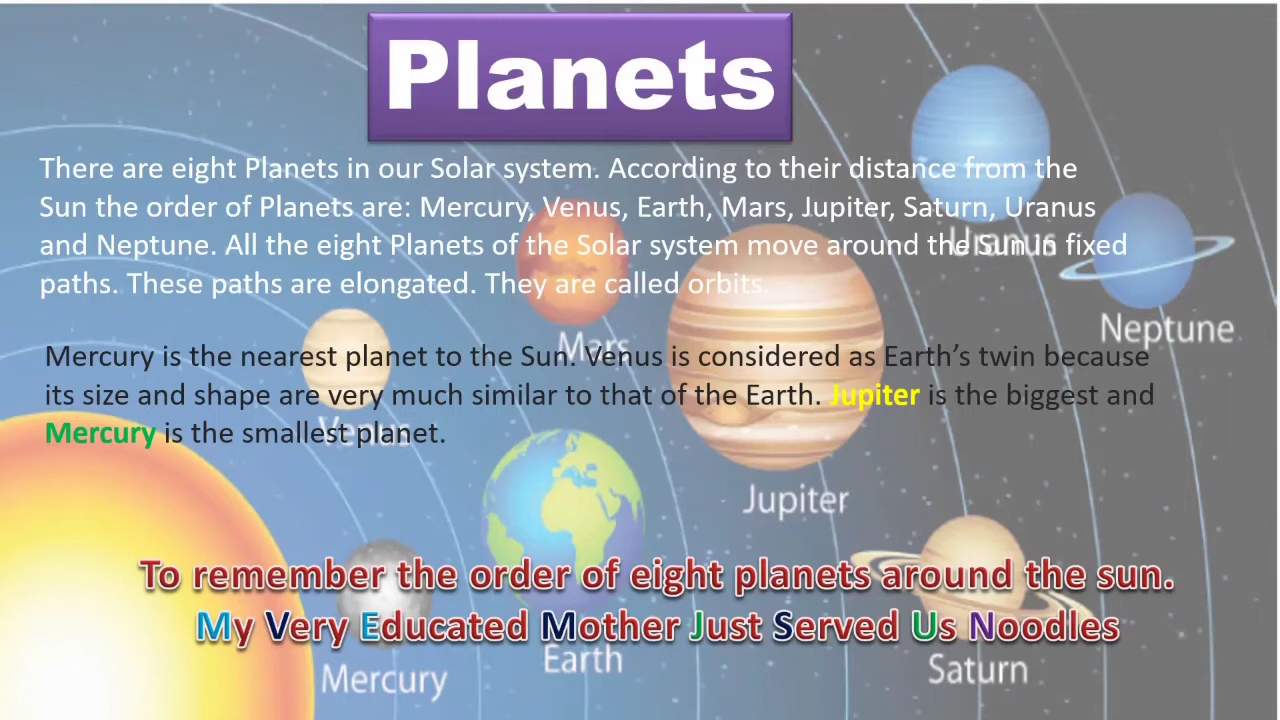 Planets
There are eight Planets in our Solar system. According to their distance from the
Sun the order of Planets are: Mercury, Venus, Earth, Mars, Jupiter, Saturn, Uranus
and Neptune. All the eight Planets of the Solar system move around the Sun in fixed
paths. These paths are elongated. They are called orbits.
Uranus
Neptune
Mars
Mercury is the nearest planet to the Sun. Venus is considered as Earth’s twin because
its size and shape are very much similar to that of the Earth. Jupiter is the biggest and
Mercury is the smallest planet.
Venus
Jupiter
To remember the order of eight planets around the sun.
My Very Educated Mother Just Served Us Noodles
Mercury
Earth
Saturn